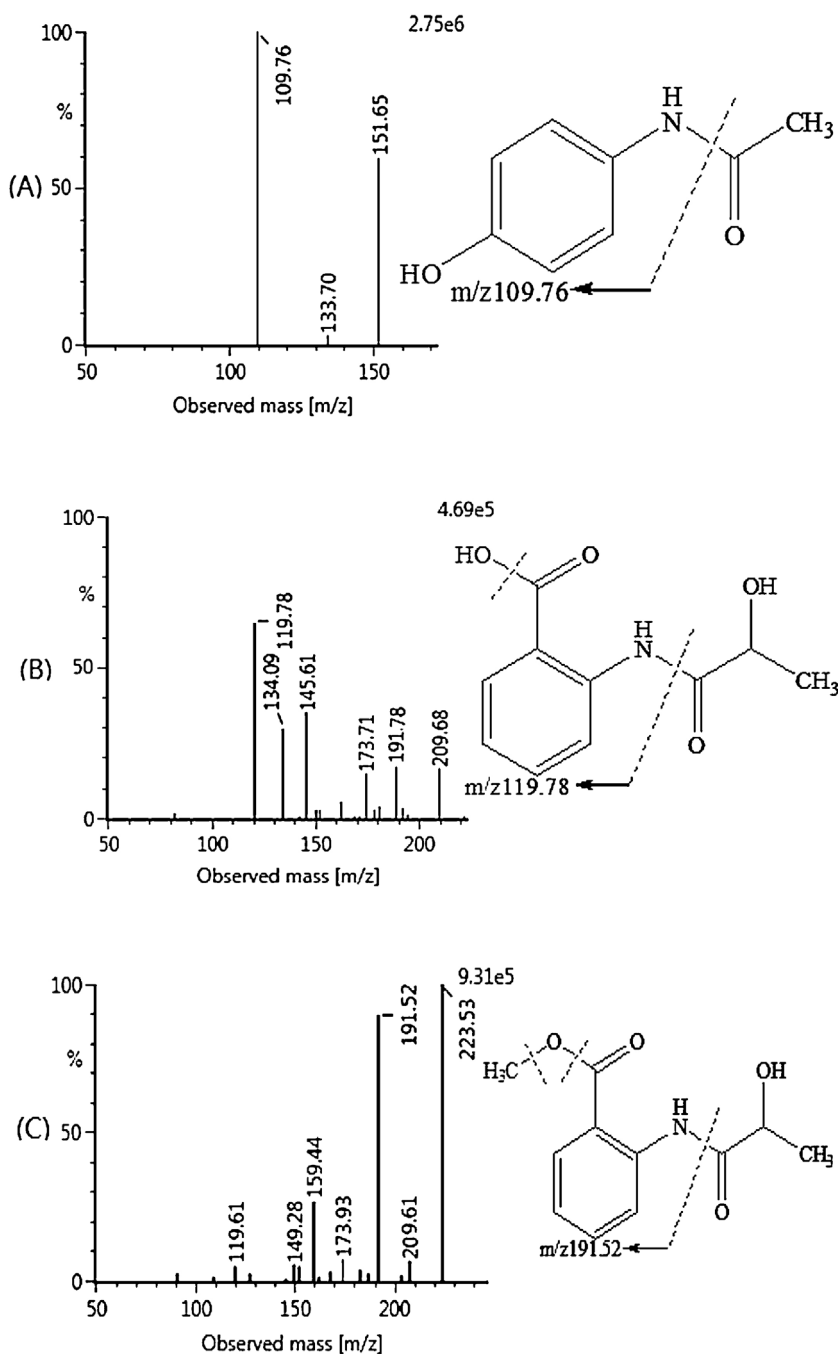 2.75e6
100
109.76
151.65
%
(A)
50
133.70
0
50
100
150
Observed mass [m/z]
H
N
CH3
O
HO
m/z109.76
4.69e5
100
119.78
%
134.09
145.61
(B)
50
173.71
191.78
209.68
0
50
100
150
200
Observed mass [m/z]
HO
O
OH
H
N
CH3
O
m/z119.78
9.31e5
100
191.52
223.53
%
(C)
50
159.44
119.61
149.28
173.93
209.61
0
50
100
150
200
Observed mass [m/z]
H3C
O
O
OH
H
N
CH3
O
m/z191.52